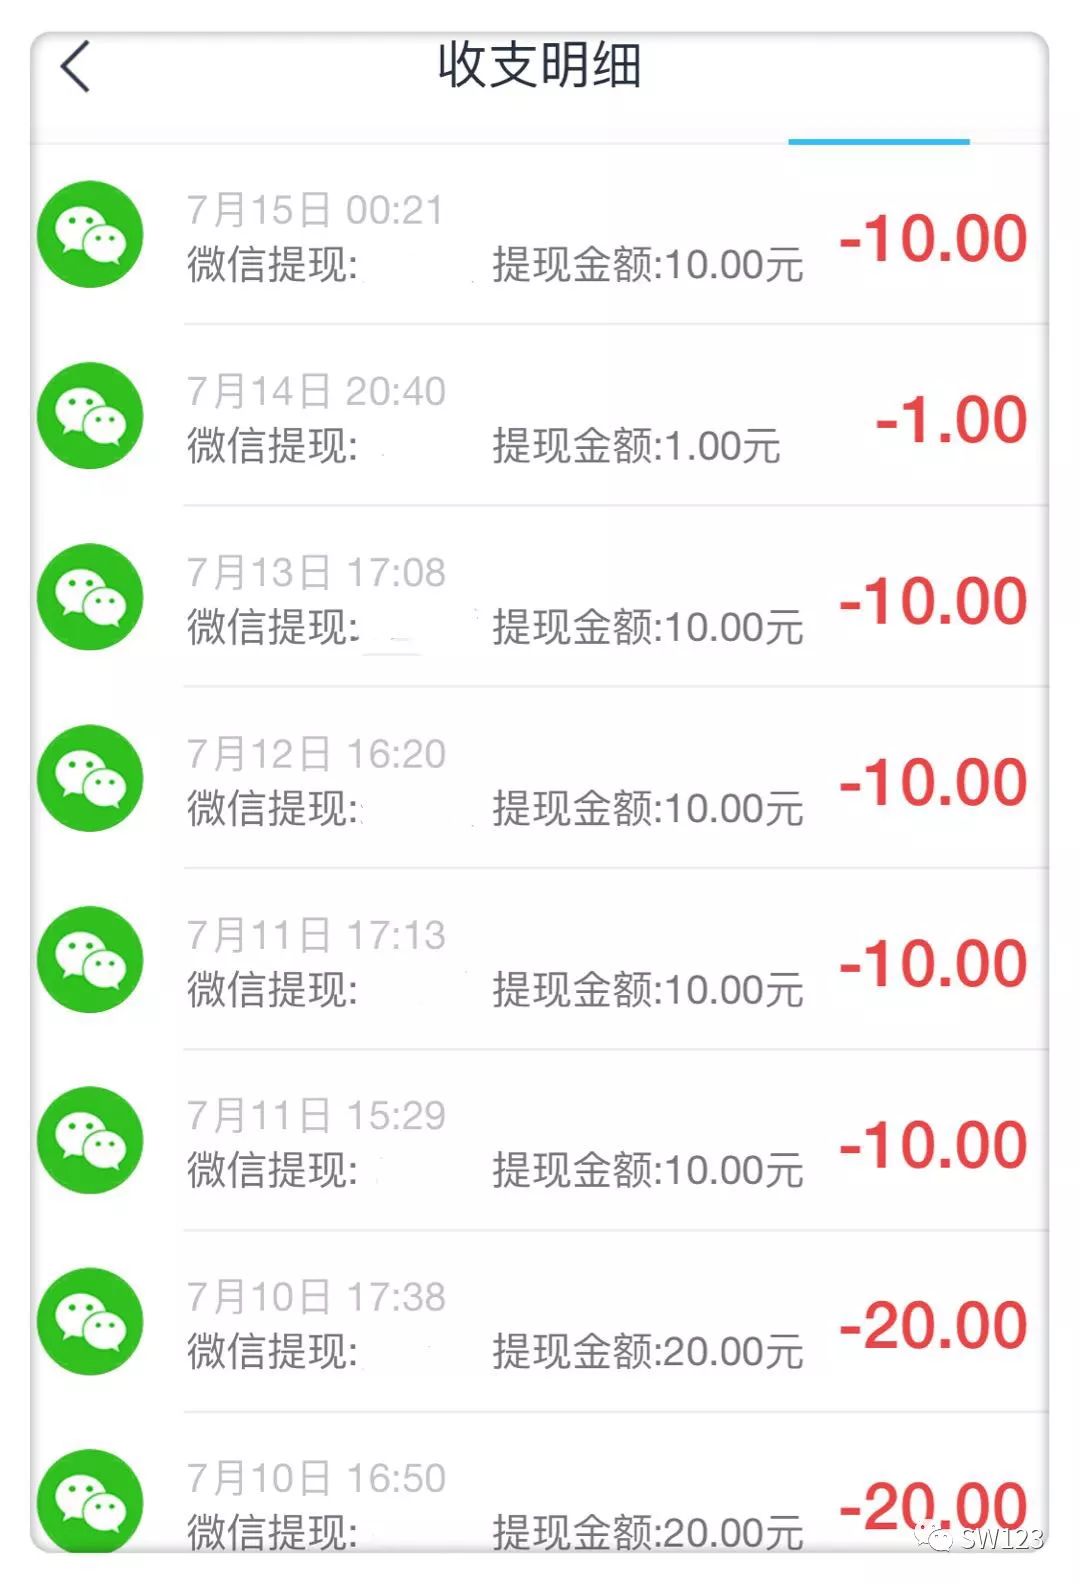 收支明细
7月15日 00:21
-10.00
微信提现: 提现金额:10.00元
7月14日 20:40
-1.00
微信提现: 提现金额:1.00元
7月13日 17:08
-10.00
微信提现: 提现金额:10.00元
7月12日 16:20
-10.00
微信提现: 提现金额:10.00元
7月11日 17:13
-10.00
微信提现: 提现金额:10.00元
7月11日 15:29
-10.00
微信提现: 提现金额:10.00元
7月10日 17:38
-20.00
微信提现: 提现金额:20.00元
7月10日 16:50
-20.00
微信提现: 提现金额:20.00元
SW123